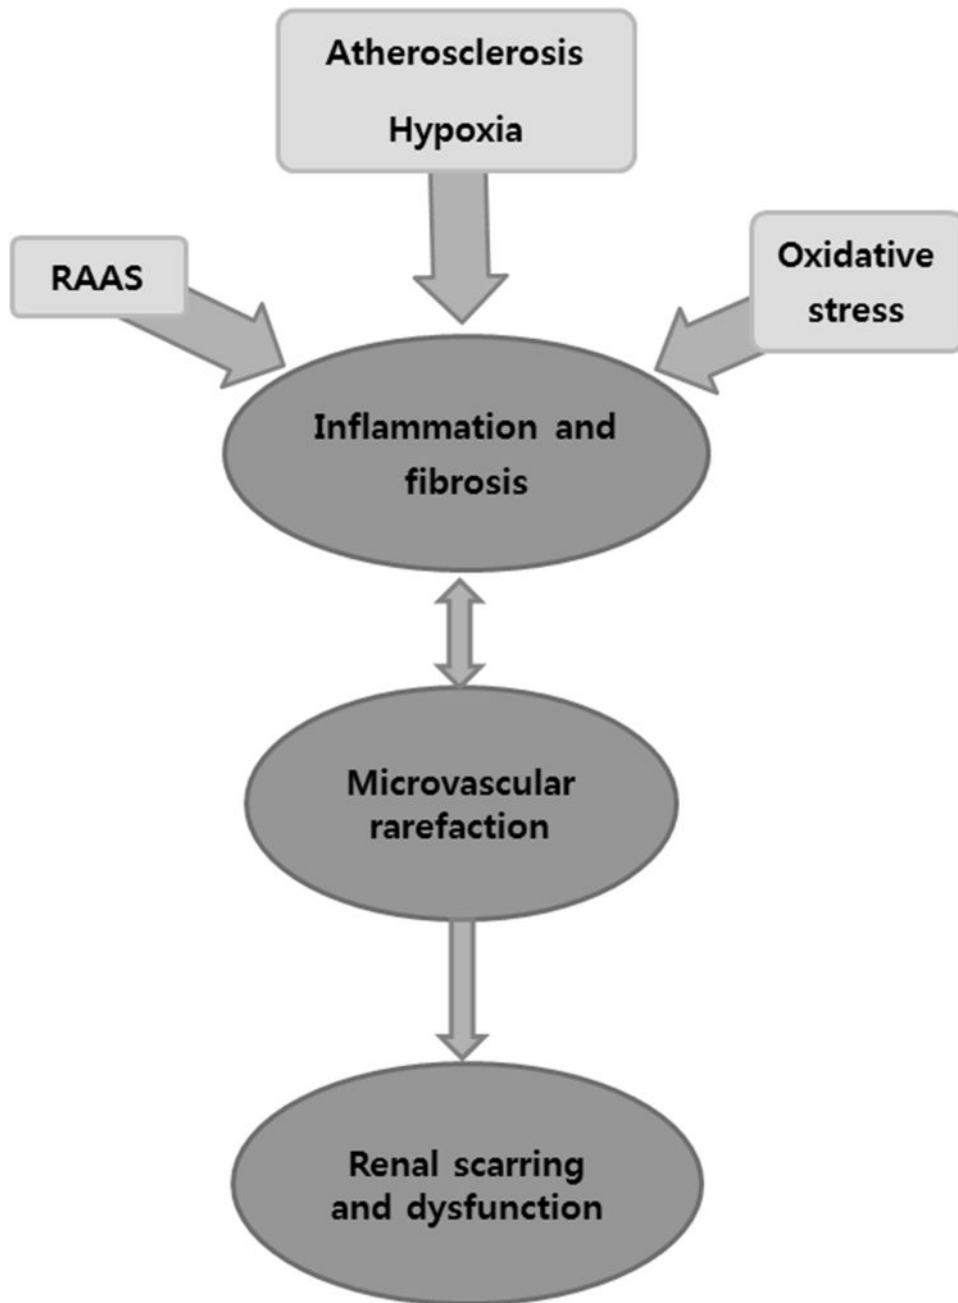 Atherosclerosis
Hypoxia
RAAS
Oxidative
stress
Inflammation and
fibrosis
Microvascular
rarefaction
Renal scarring
and dysfunction